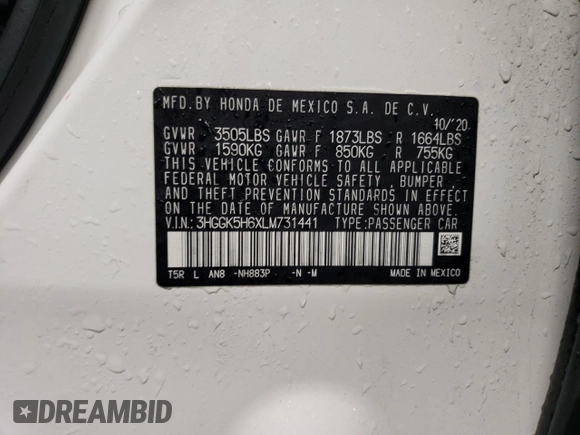 MFD. BY HONDA DE MEXICO S.A. DE C.V.
10/'20
GVWR 3505LBS GAWR F 1873LBS R 1664LBS
GVWR 1590KG GAWR F 850KG R 755KG
THIS VEHICLE CONFORMS TO ALL APPLICABLE
FEDERAL MOTOR VEHICLE SAFETY, BUMPER,
AND THEFT PREVENTION STANDARDS IN EFFECT
ON THE DATE OF MANUFACTURE SHOWN ABOVE.
V.I.N.: 3HGGK5H6XLM731441 TYPE:PASSENGER CAR
T5R L AN8 -NH883P -N -M MADE IN MEXICO
DREAMBID